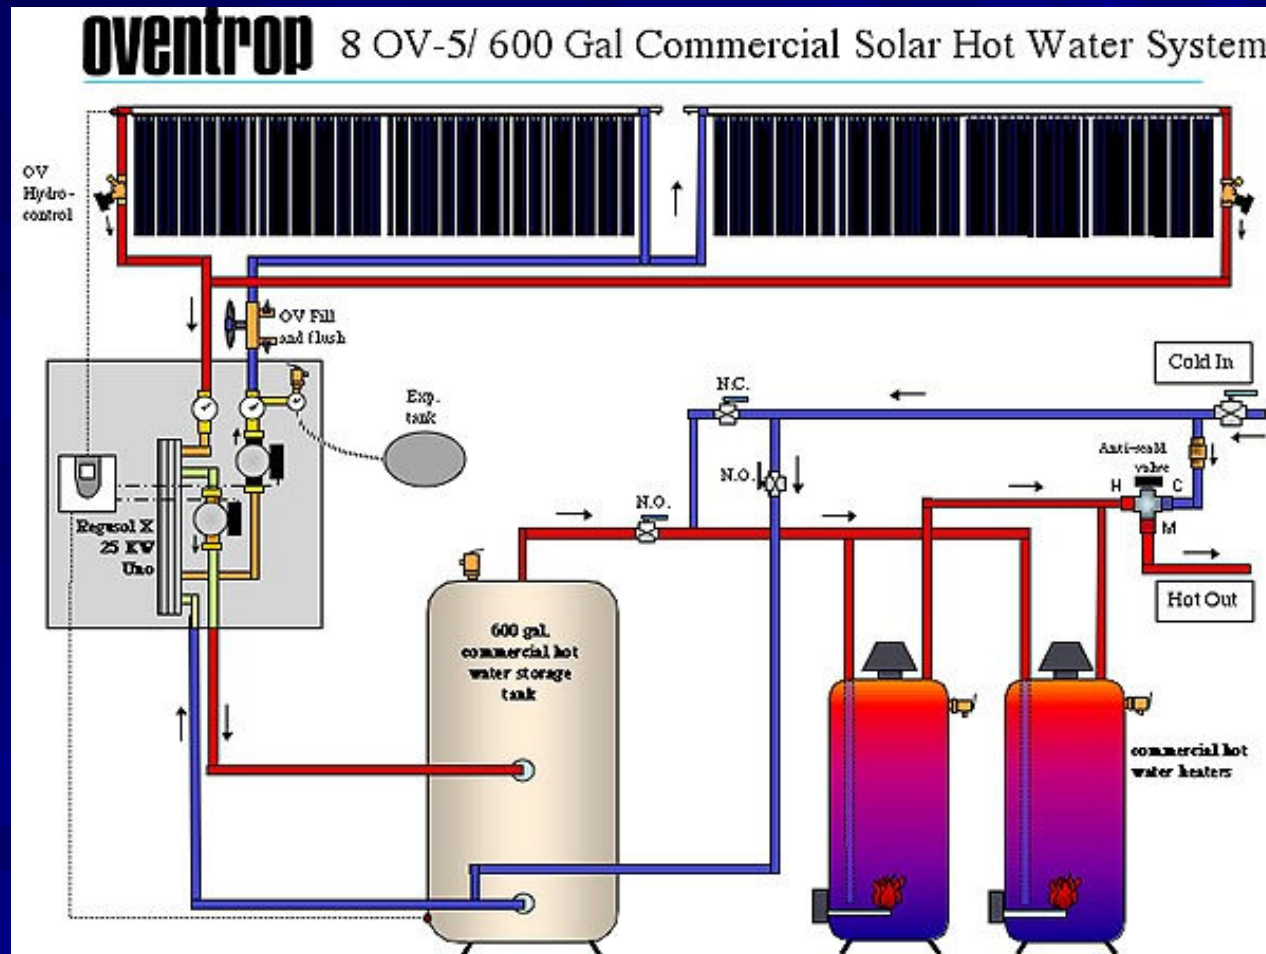 oventrop 8 OV-5/ 600 Gal Commercial Solar Hot Water System
OV
Hydro-
control
OV Fill
and flush
Exp.
tank
N.C.
Cold In
Anti-scald
valve
N.O.
H
C
M
N.O.
Regusol X
25 KW
Uno
Hot Out
600 gal.
commercial hot
water storage
tank
commercial hot
water heaters